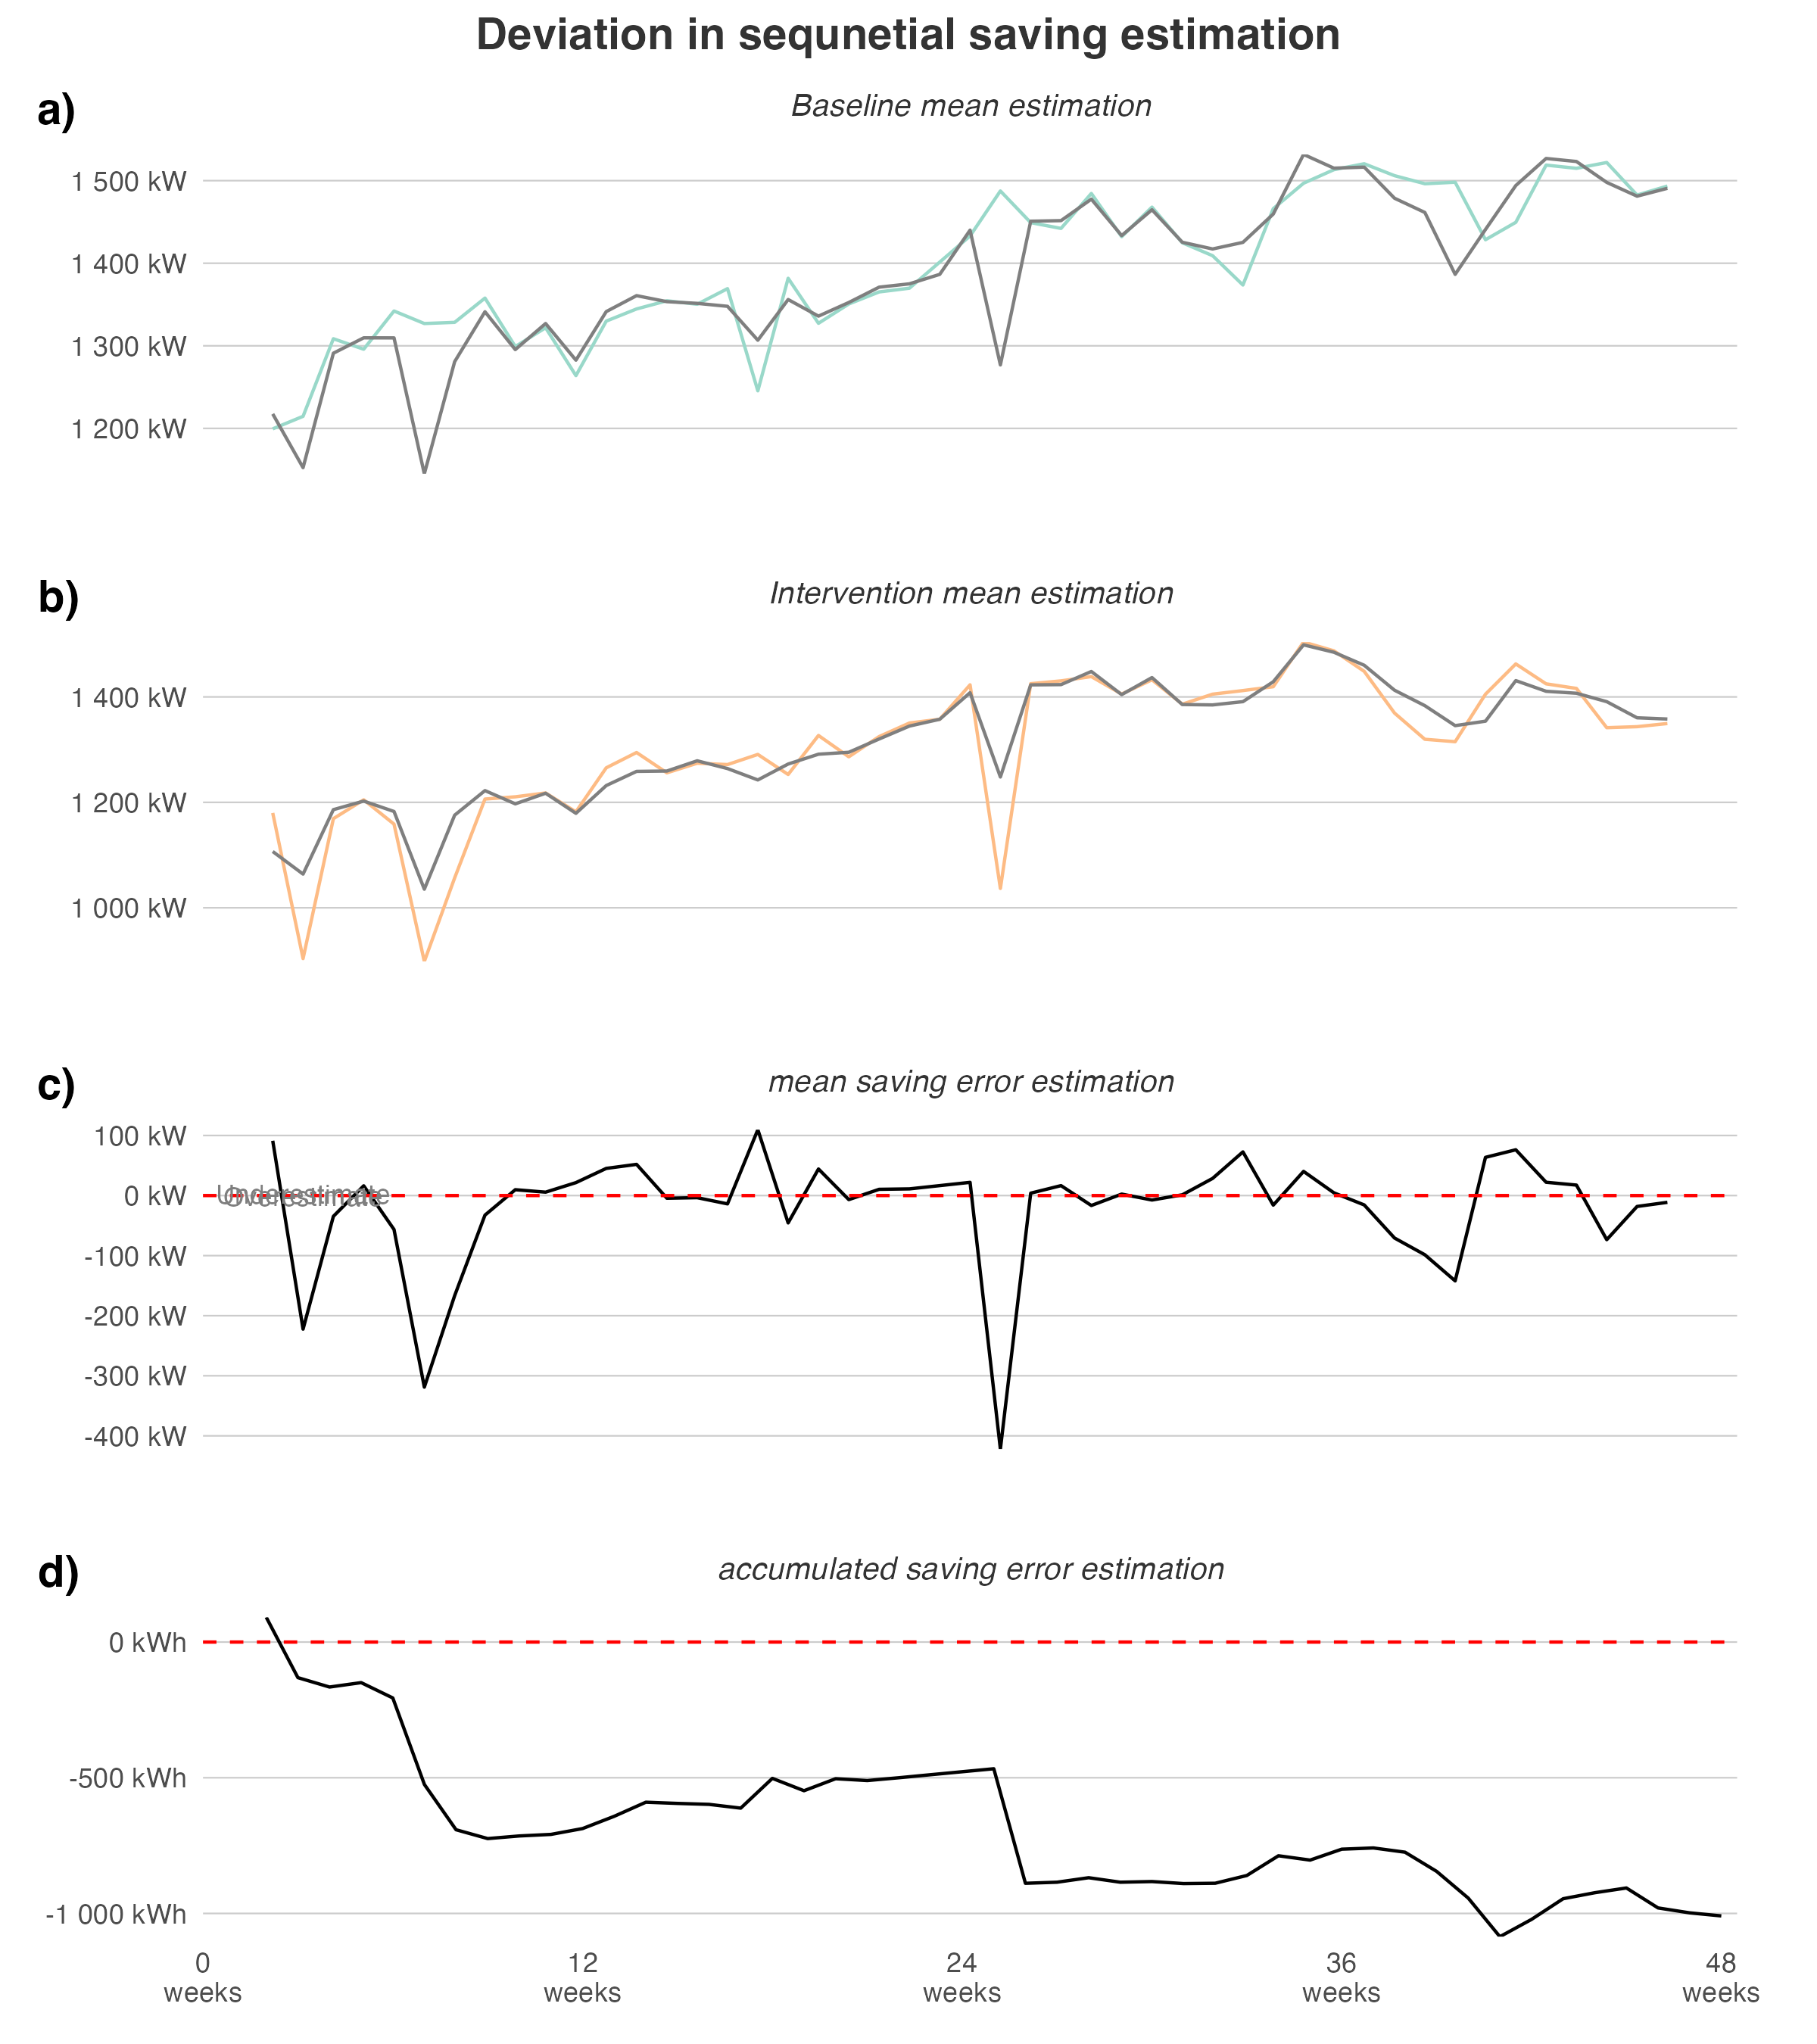 Deviation in sequnetial saving estimation
a)
Baseline mean estimation
1 500 kW
1 400 kW
1 300 kW
1 200 kW
b)
Intervention mean estimation
1 400 kW
1 200 kW
1 000 kW
c)
mean saving error estimation
100 kW
0 kW
Underestimate
Overestimate
-100 kW
-200 kW
-300 kW
-400 kW
d)
accumulated saving error estimation
0 kWh
-500 kWh
-1 000 kWh
0 12 24 36 48
weeks weeks weeks weeks weeks